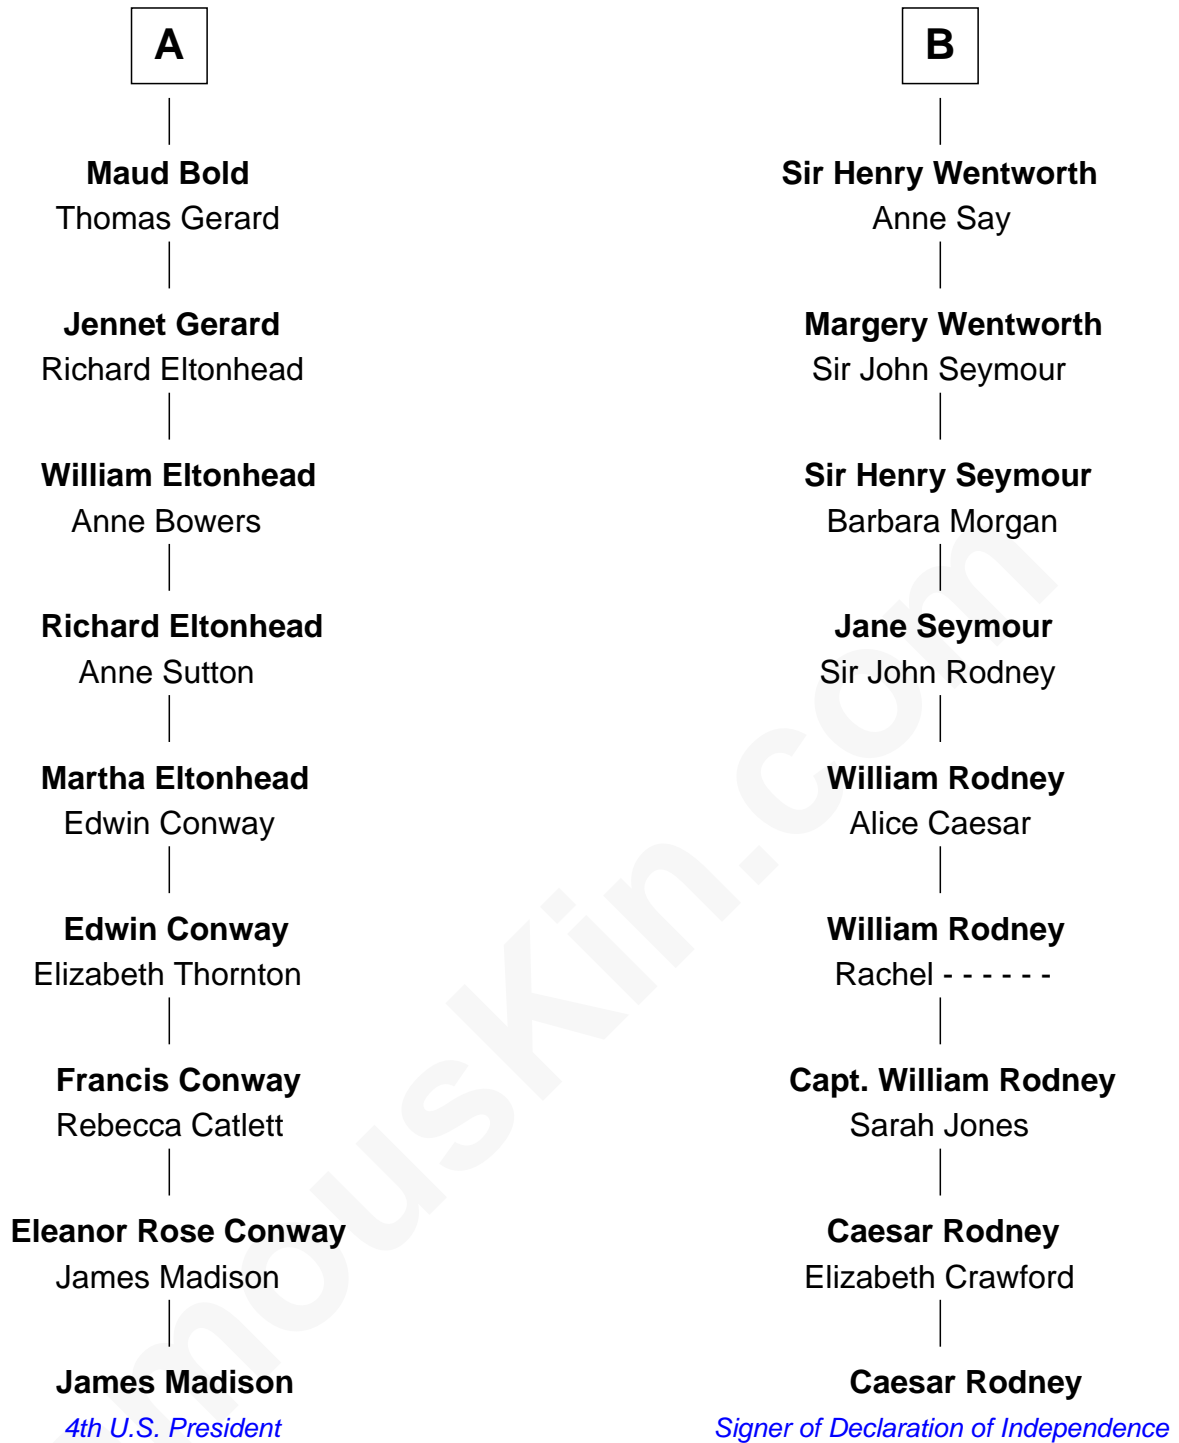 A
Maud Bold
Thomas Gerard
Jennet Gerard
Richard Eltonhead
William Eltonhead
Anne Bowers
Richard Eltonhead
Anne Sutton
Martha Eltonhead
Edwin Conway
Edwin Conway
Elizabeth Thornton
Francis Conway
Rebecca Catlett
Eleanor Rose Conway
James Madison
James Madison
4th U.S. President
B
Sir Henry Wentworth
Anne Say
Margery Wentworth
Sir John Seymour
Sir Henry Seymour
Barbara Morgan
Jane Seymour
Sir John Rodney
William Rodney
Alice Caesar
William Rodney
Rachel - - - - - -
Capt. William Rodney
Sarah Jones
Caesar Rodney
Elizabeth Crawford
Caesar Rodney
Signer of Declaration of Independence
mousKin.com